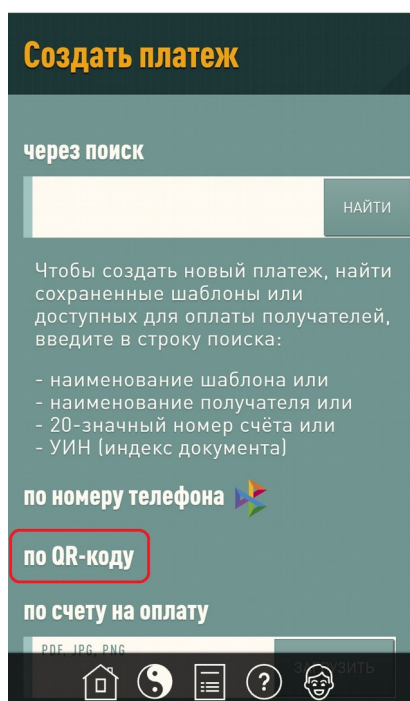 Создать платеж
через поиск
НАЙТИ
Чтобы создать новый платеж, найти
сохраненные шаблоны или
доступных для оплаты получателей,
введите в строку поиска:
- наименование шаблона или
- наименование получателя или
- 20-значный номер счёта или
- УИН (индекс документа)
по номеру телефона
по QR-коду
по счету на оплату
PDF, JPG, PNG
ЗАГРУЗИТЬ
?